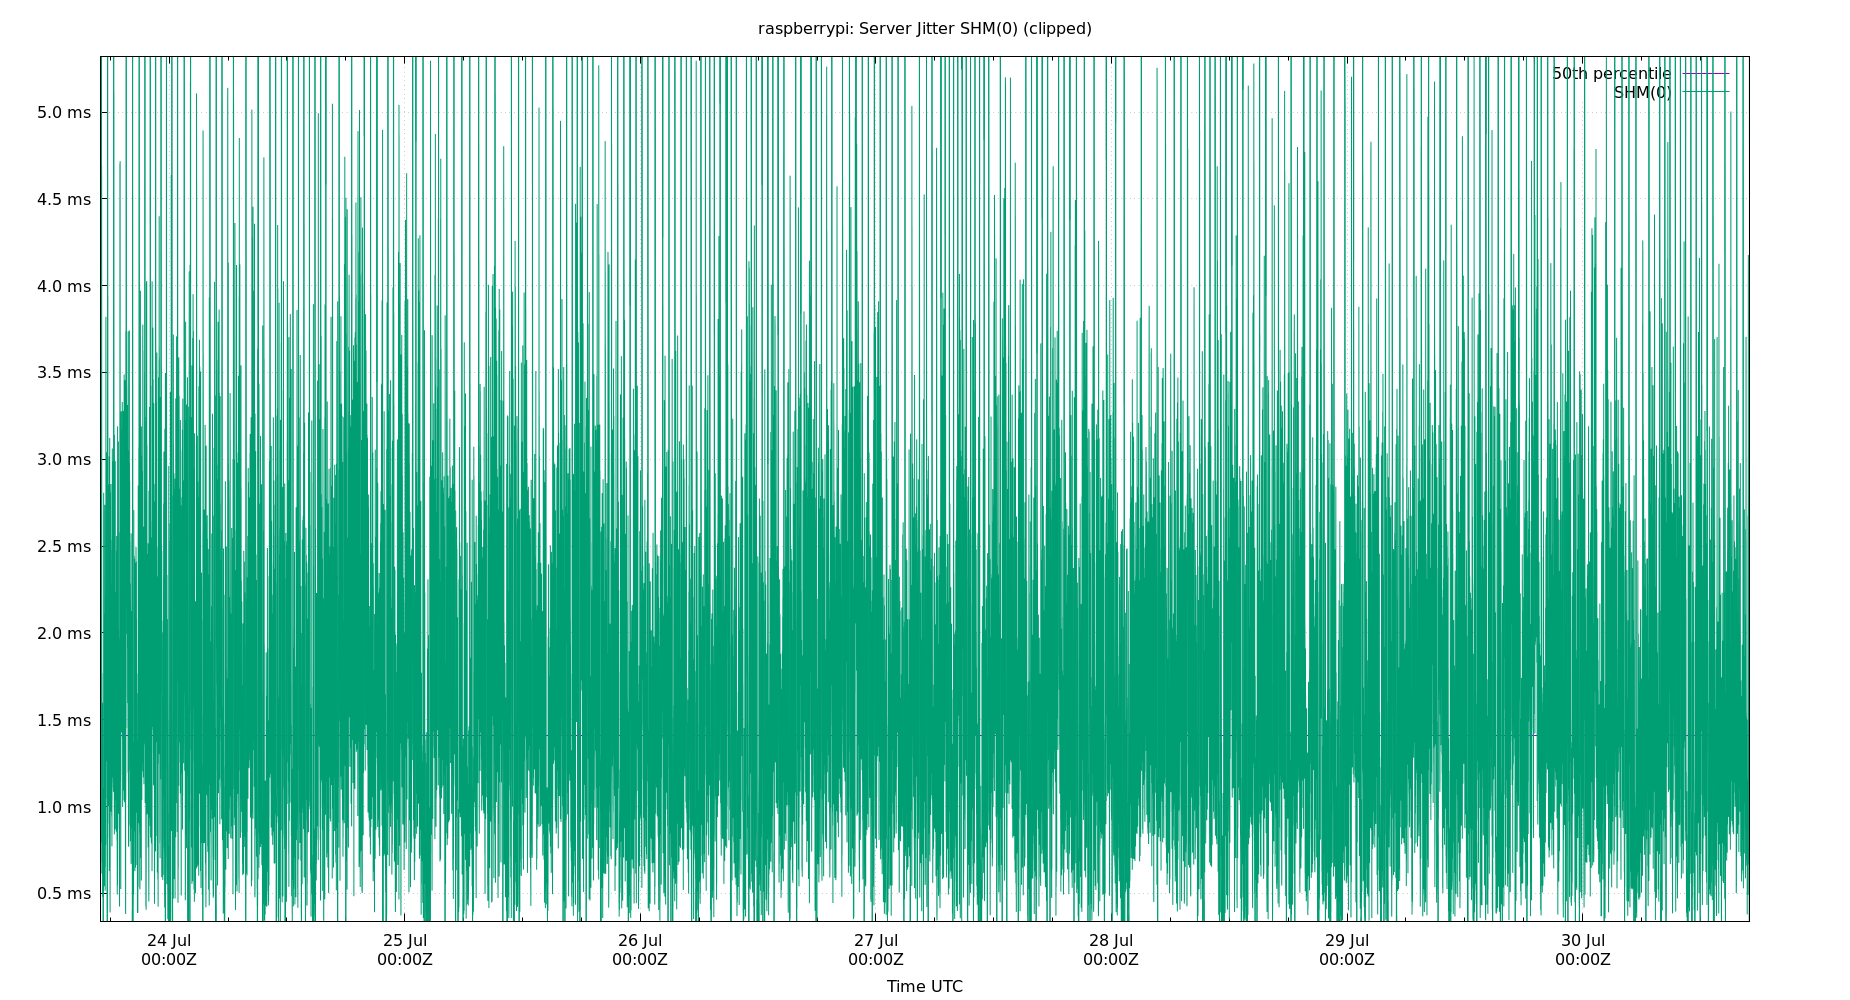 raspberrypi: Server Jitter SHM(0) (clipped)
50th percentile
SHM(0)
5.0 ms
4.5 ms
4.0 ms
3.5 ms
3.0 ms
2.5 ms
2.0 ms
1.5 ms
1.0 ms
0.5 ms
24 Jul 25 Jul 26 Jul 27 Jul 28 Jul 29 Jul 30 Jul
00:00Z 00:00Z 00:00Z 00:00Z 00:00Z 00:00Z 00:00Z
Time UTC